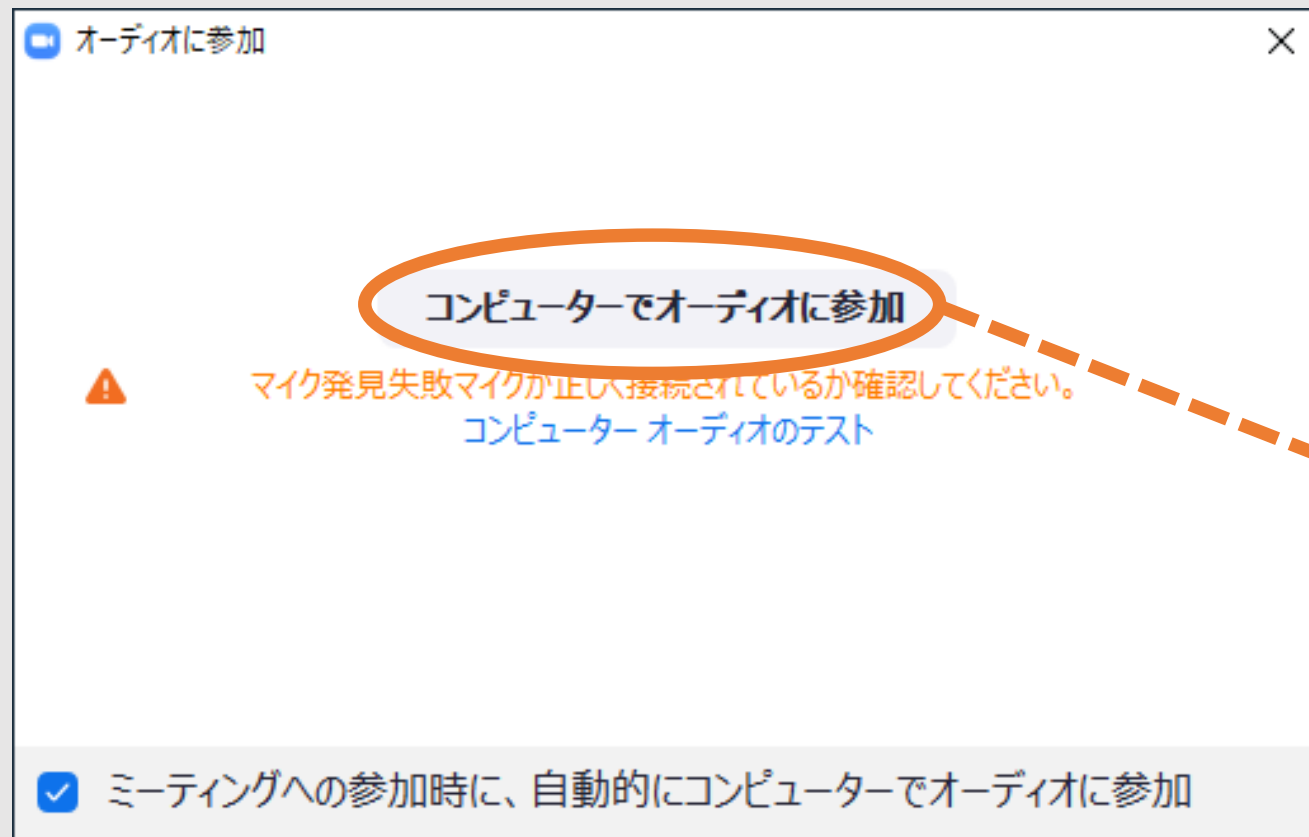 オーディオに参加
コンピューターでオーディオに参加
マイク発見失敗マイクが正しく接続されているか確認してください。
コンピューター オーディオのテスト
ミーティングへの参加時に、自動的にコンピューターでオーディオに参加